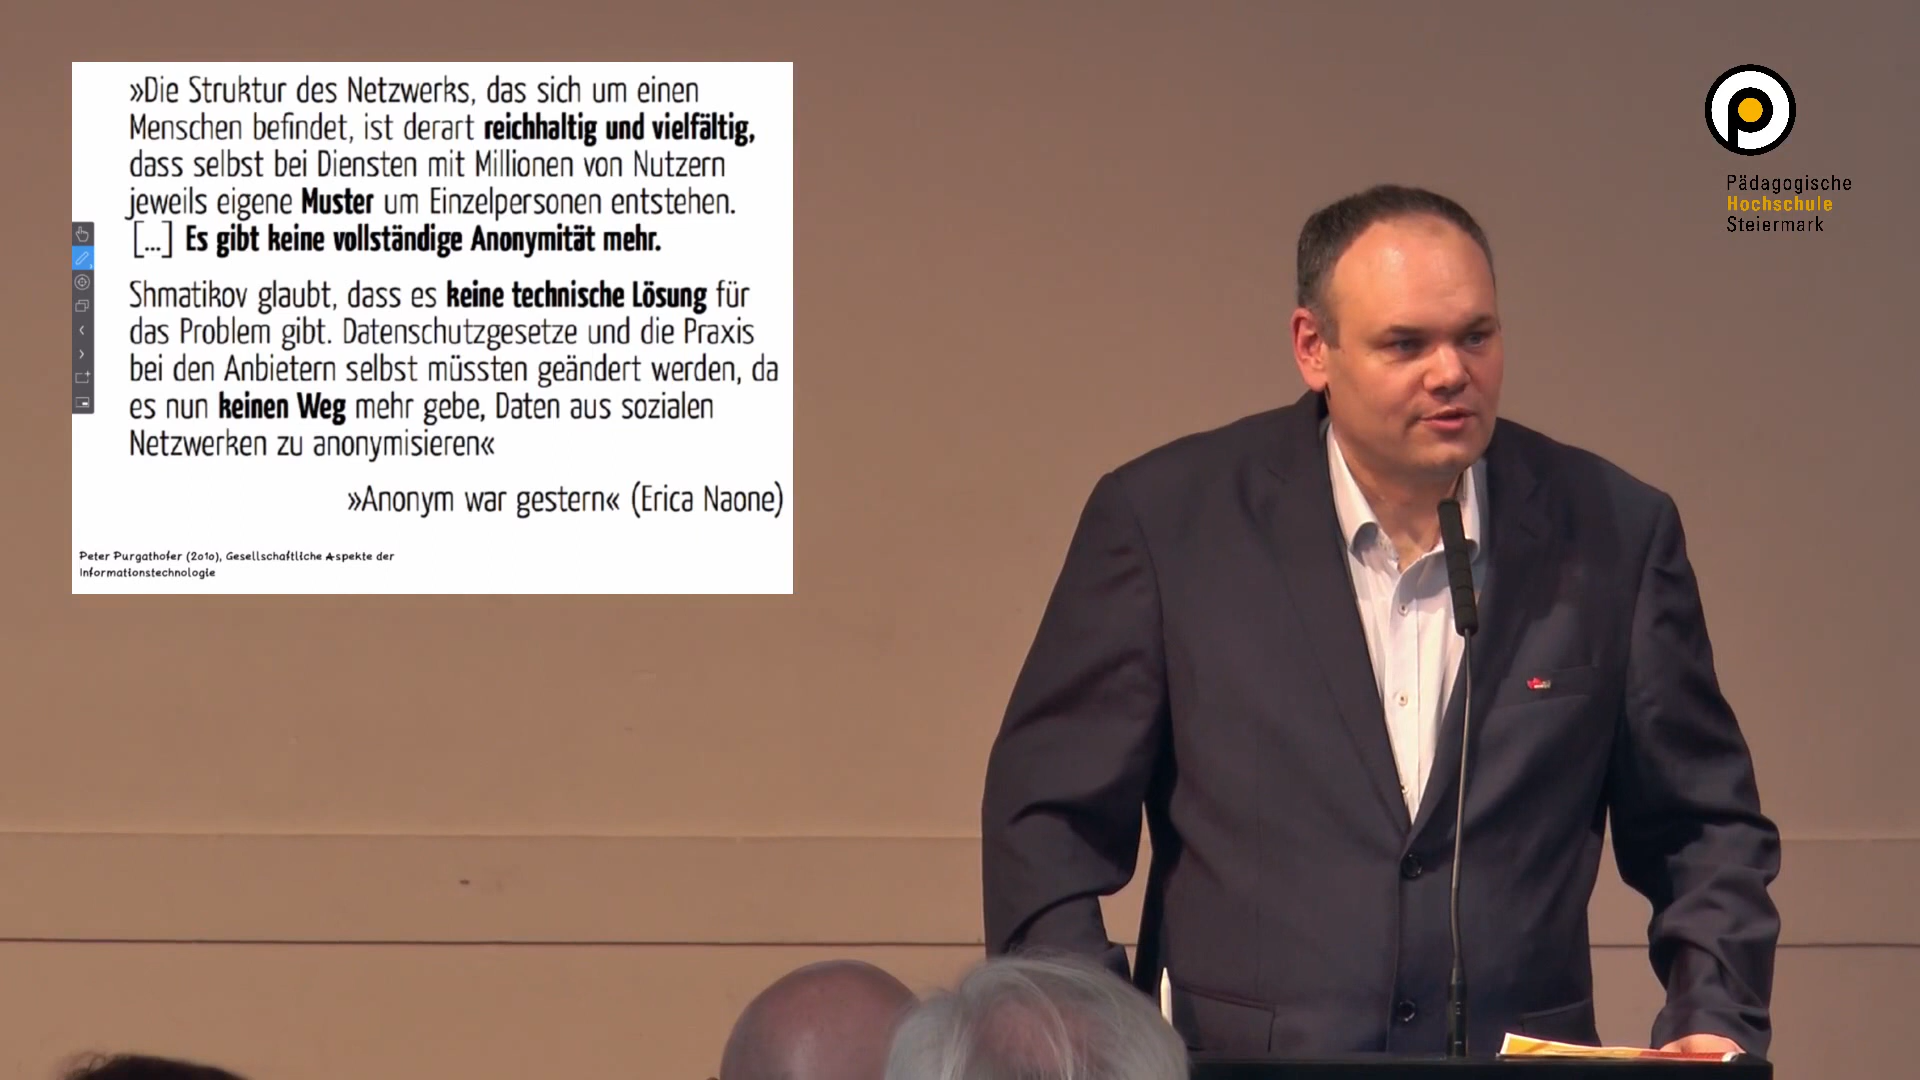 »Die Struktur des Netzwerks, das sich um einen
Menschen befindet, ist derart reichhaltig und vielfältig,
dass selbst bei Diensten mit Millionen von Nutzern
jeweils eigene Muster um Einzelpersonen entstehen.
[...] Es gibt keine vollständige Anonymität mehr.
Shmatikov glaubt, dass es keine technische Lösung für
das Problem gibt. Datenschutzgesetze und die Praxis
bei den Anbietern selbst müssten geändert werden, da
es nun keinen Weg mehr gebe, Daten aus sozialen
Netzwerken zu anonymisieren«
»Anonym war gestern« (Erica Naone)
Peter Purgathofer (2010), Gesellschaftliche Aspekte der
Informationstechnologie
Pädagogische
Hochschule
Steiermark